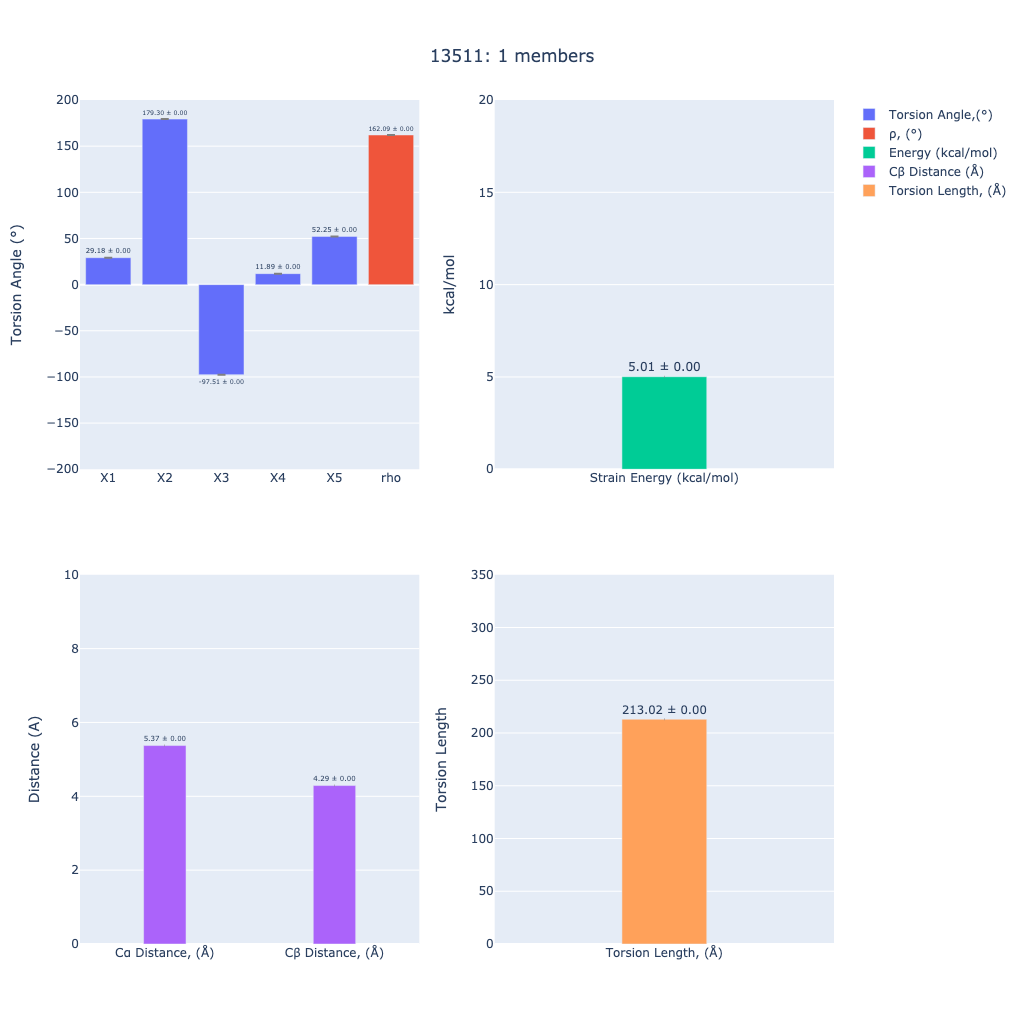 13511: 1 members
Torsion Angle (°)
200
150
100
50
0
−50
−100
−150
−200
29.18 ± 0.00
179.30 ± 0.00
-97.51 ± 0.00
11.89 ± 0.00
52.25 ± 0.00
162.09 ± 0.00
X1
X2
X3
X4
X5
rho
kcal/mol
20
15
10
5
0
5.01 ± 0.00
Strain Energy (kcal/mol)
Torsion Angle,(°)
ρ, (°)
Energy (kcal/mol)
Cβ Distance (Å)
Torsion Length, (Å)
Distance (A)
10
8
6
4
2
0
5.37 ± 0.00
4.29 ± 0.00
Cα Distance, (Å)
Cβ Distance, (Å)
Torsion Length
350
300
250
200
150
100
50
0
213.02 ± 0.00
Torsion Length, (Å)